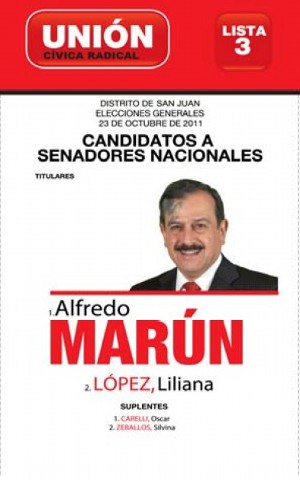 UNIÓN
CÍVICA RADICAL
LISTA
3
DISTRITO DE SAN JUAN
ELECCIONES GENERALES
23 DE OCTUBRE DE 2011
CANDIDATOS A
SENADORES NACIONALES
TITULARES
1. Alfredo
MARÚN
2. LÓPEZ, Liliana
SUPLENTES
1. CARELLI, Oscar
2. ZEBALLOS, Silvina